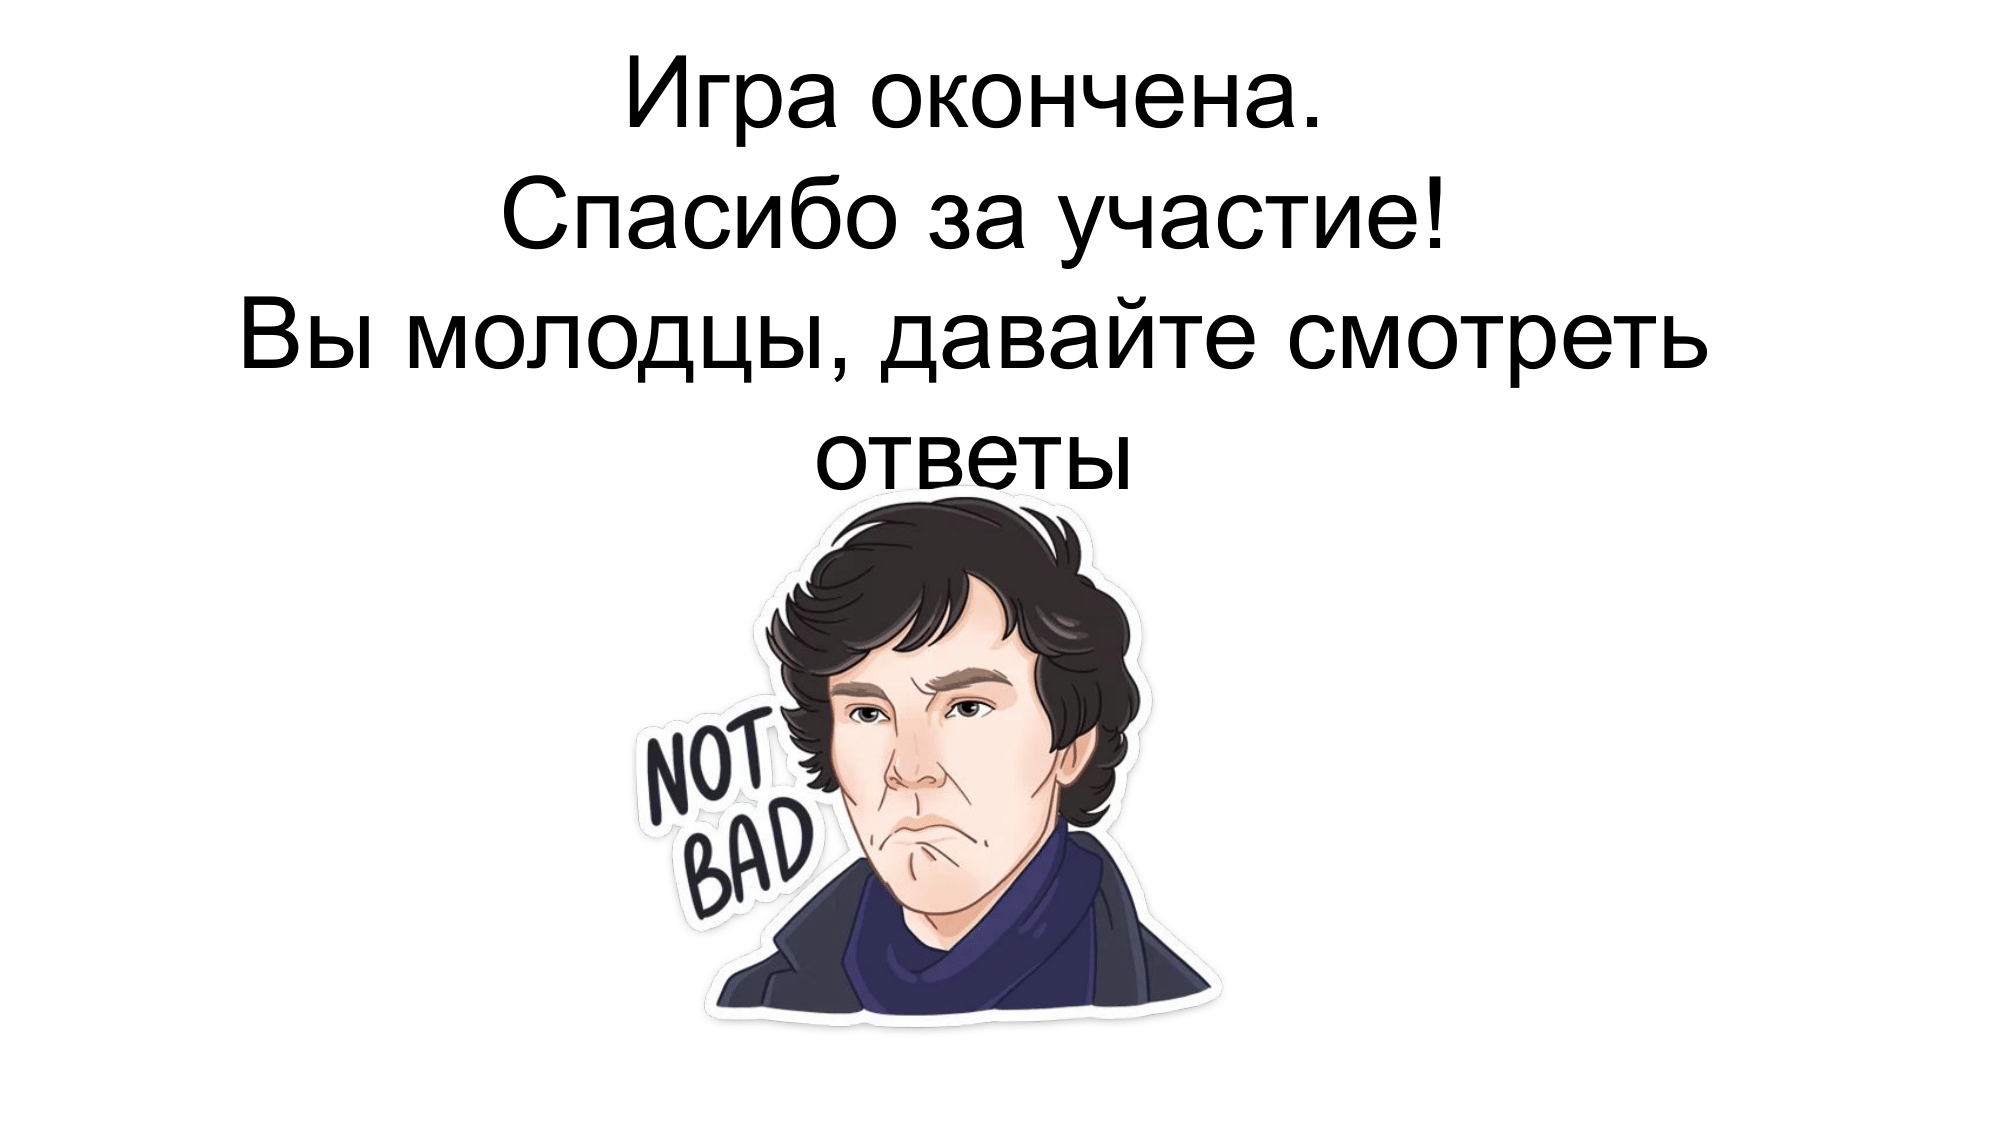 Игра окончена.
Спасибо за участие!
Вы молодцы, давайте смотреть
ответы
NOT
BAD